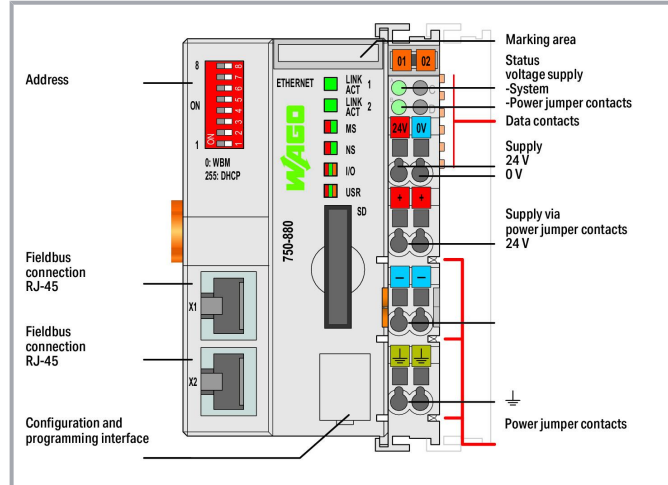 Address
Fieldbus
connection
RJ-45
Fieldbus
connection
RJ-45
Configuration and
programming interface
8
ON
1
8
7
6
5
4
3
2
1
ON
0: WBM
255: DHCP
X1
X2
ETHERNET
LINK 1
ACT
LINK 2
ACT
MS
NS
I/O
USR
SD
WAGO
750-880
01 02
24V 0V
+ +
— —
Marking area
Status
voltage supply
-System
-Power jumper contacts
Data contacts
Supply
24 V
0 V
Supply via
power jumper contacts
24 V
Power jumper contacts